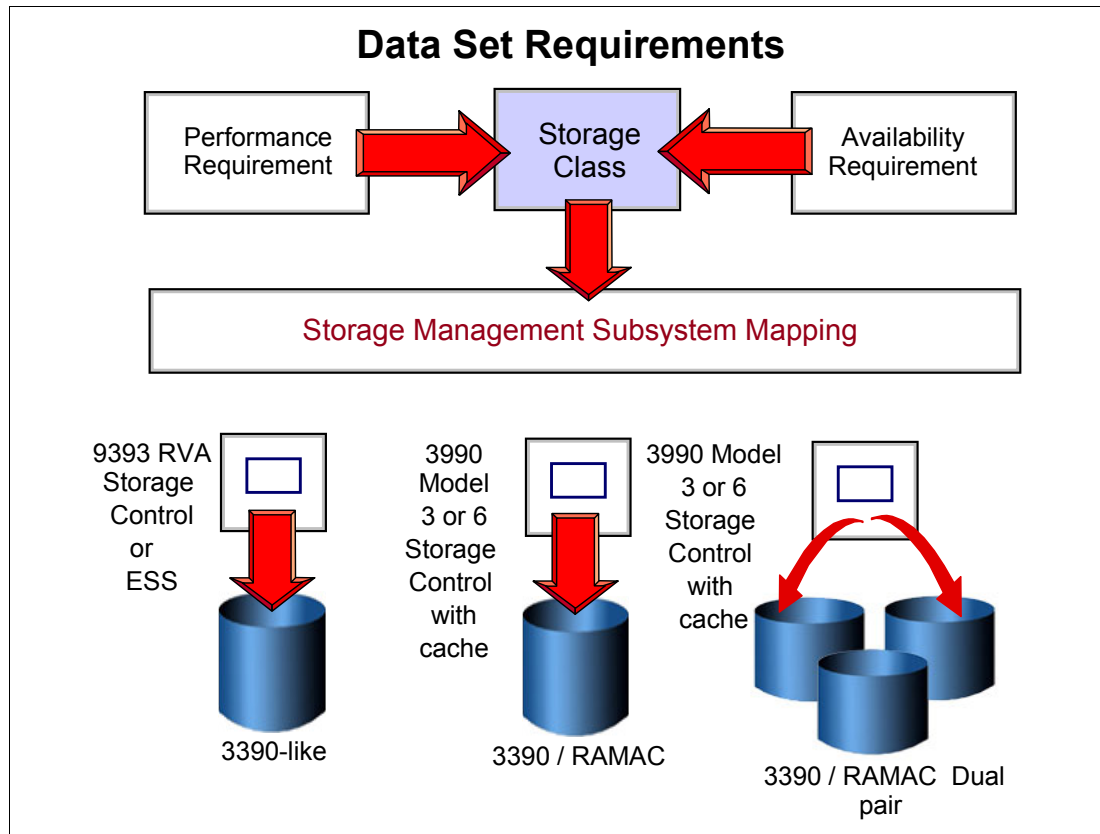 Data Set Requirements
Performance
Requirement
Storage
Class
Availability
Requirement
Storage Management Subsystem Mapping
9393 RVA
Storage
Control
or
ESS
3390-like
3990
Model
3 or 6
Storage
Control
with
cache
3390 / RAMAC
3990 Model
3 or 6
Storage
Control
with
cache
3390 / RAMAC Dual
pair